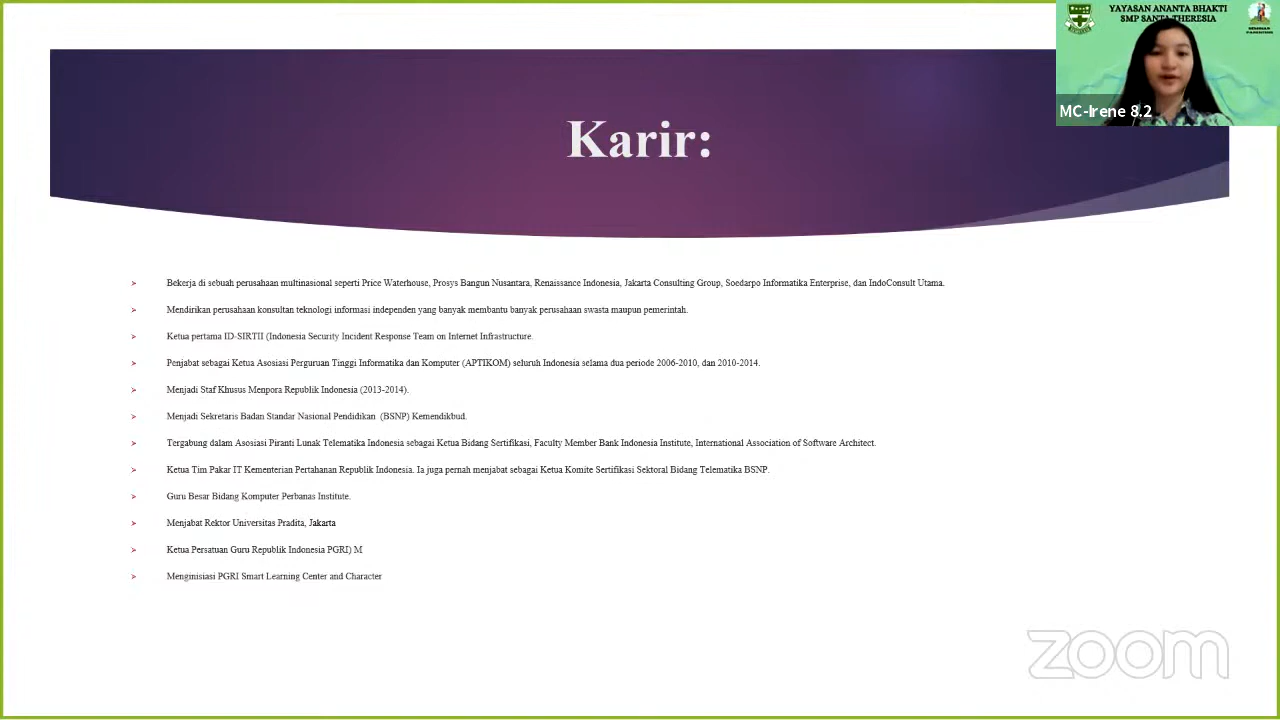 YAYASAN ANANTA BHAKTI
SMP SANTA THERESIA
MC-Irene 8.2
Karir:
Bekerja di sebuah perusahaan multinasional seperti Price Waterhouse, Prosys Bangun Nusantara, Renaissance Indonesia, Jakarta Consulting Group, Soedarpo Informatika Enterprise, dan IndoConsult Utama.
Mendirikan perusahaan konsultan teknologi informasi independen yang banyak membantu banyak perusahaan swasta maupun pemerintah.
Ketua pertama ID-SIRTII (Indonesia Security Incident Response Team on Internet Infrastructure.
Penjabat sebagai Ketua Asosiasi Perguruan Tinggi Informatika dan Komputer (APTIKOM) seluruh Indonesia selama dua periode 2006-2010, dan 2010-2014.
Menjadi Staf Khusus Menpora Republik Indonesia (2013-2014).
Menjadi Sekretaris Badan Standar Nasional Pendidikan (BSNP) Kemendikbud.
Tergabung dalam Asosiasi Piranti Lunak Telematika Indonesia sebagai Ketua Bidang Sertifikasi, Faculty Member Bank Indonesia Institute, International Association of Software Architect.
Ketua Tim Pakar IT Kementerian Pertahanan Republik Indonesia. Ia juga pernah menjabat sebagai Ketua Komite Sertifikasi Sektoral Bidang Telematika BSNP.
Guru Besar Bidang Komputer Perbanas Institute.
Menjabat Rektor Universitas Pradita, Jakarta
Ketua Persatuan Guru Republik Indonesia PGRI) M
Menginisiasi PGRI Smart Learning Center and Character
zoom